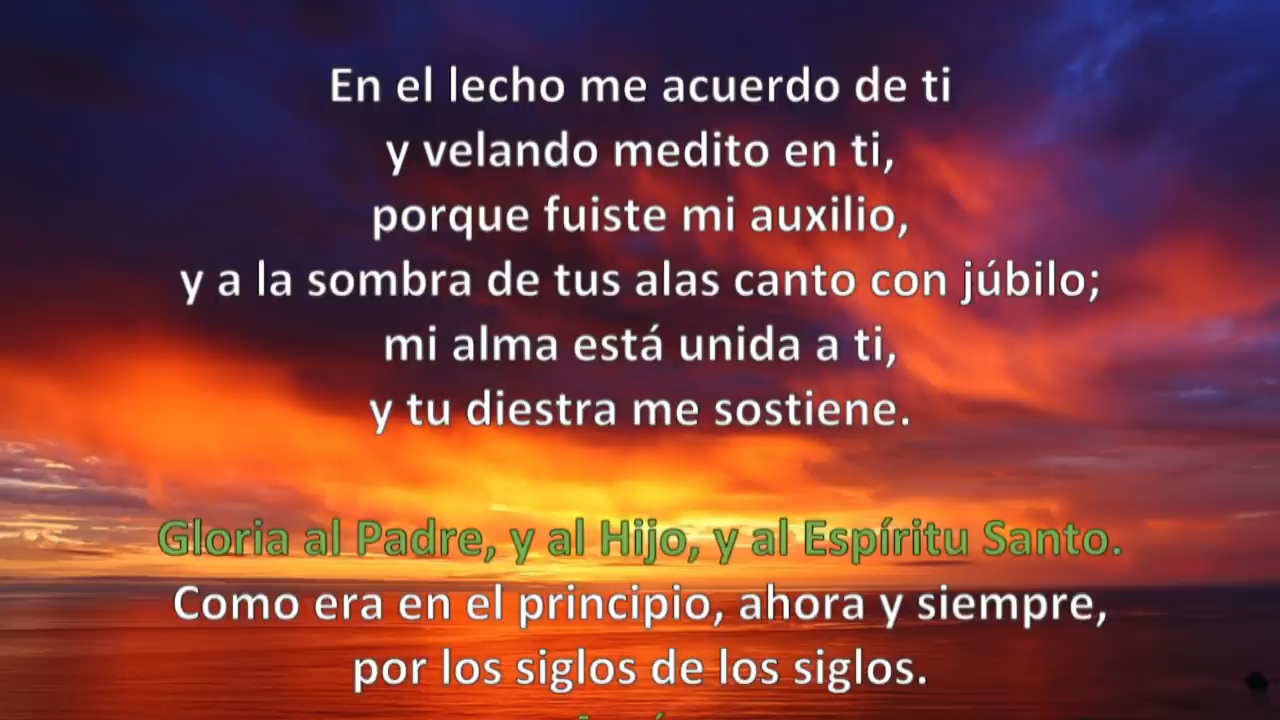 En el lecho me acuerdo de ti
y velando medito en ti,
porque fuiste mi auxilio,
y a la sombra de tus alas canto con júbilo;
mi alma está unida a ti,
y tu diestra me sostiene.
Gloria al Padre, y al Hijo, y al Espíritu Santo.
Como era en el principio, ahora y siempre,
por los siglos de los siglos.